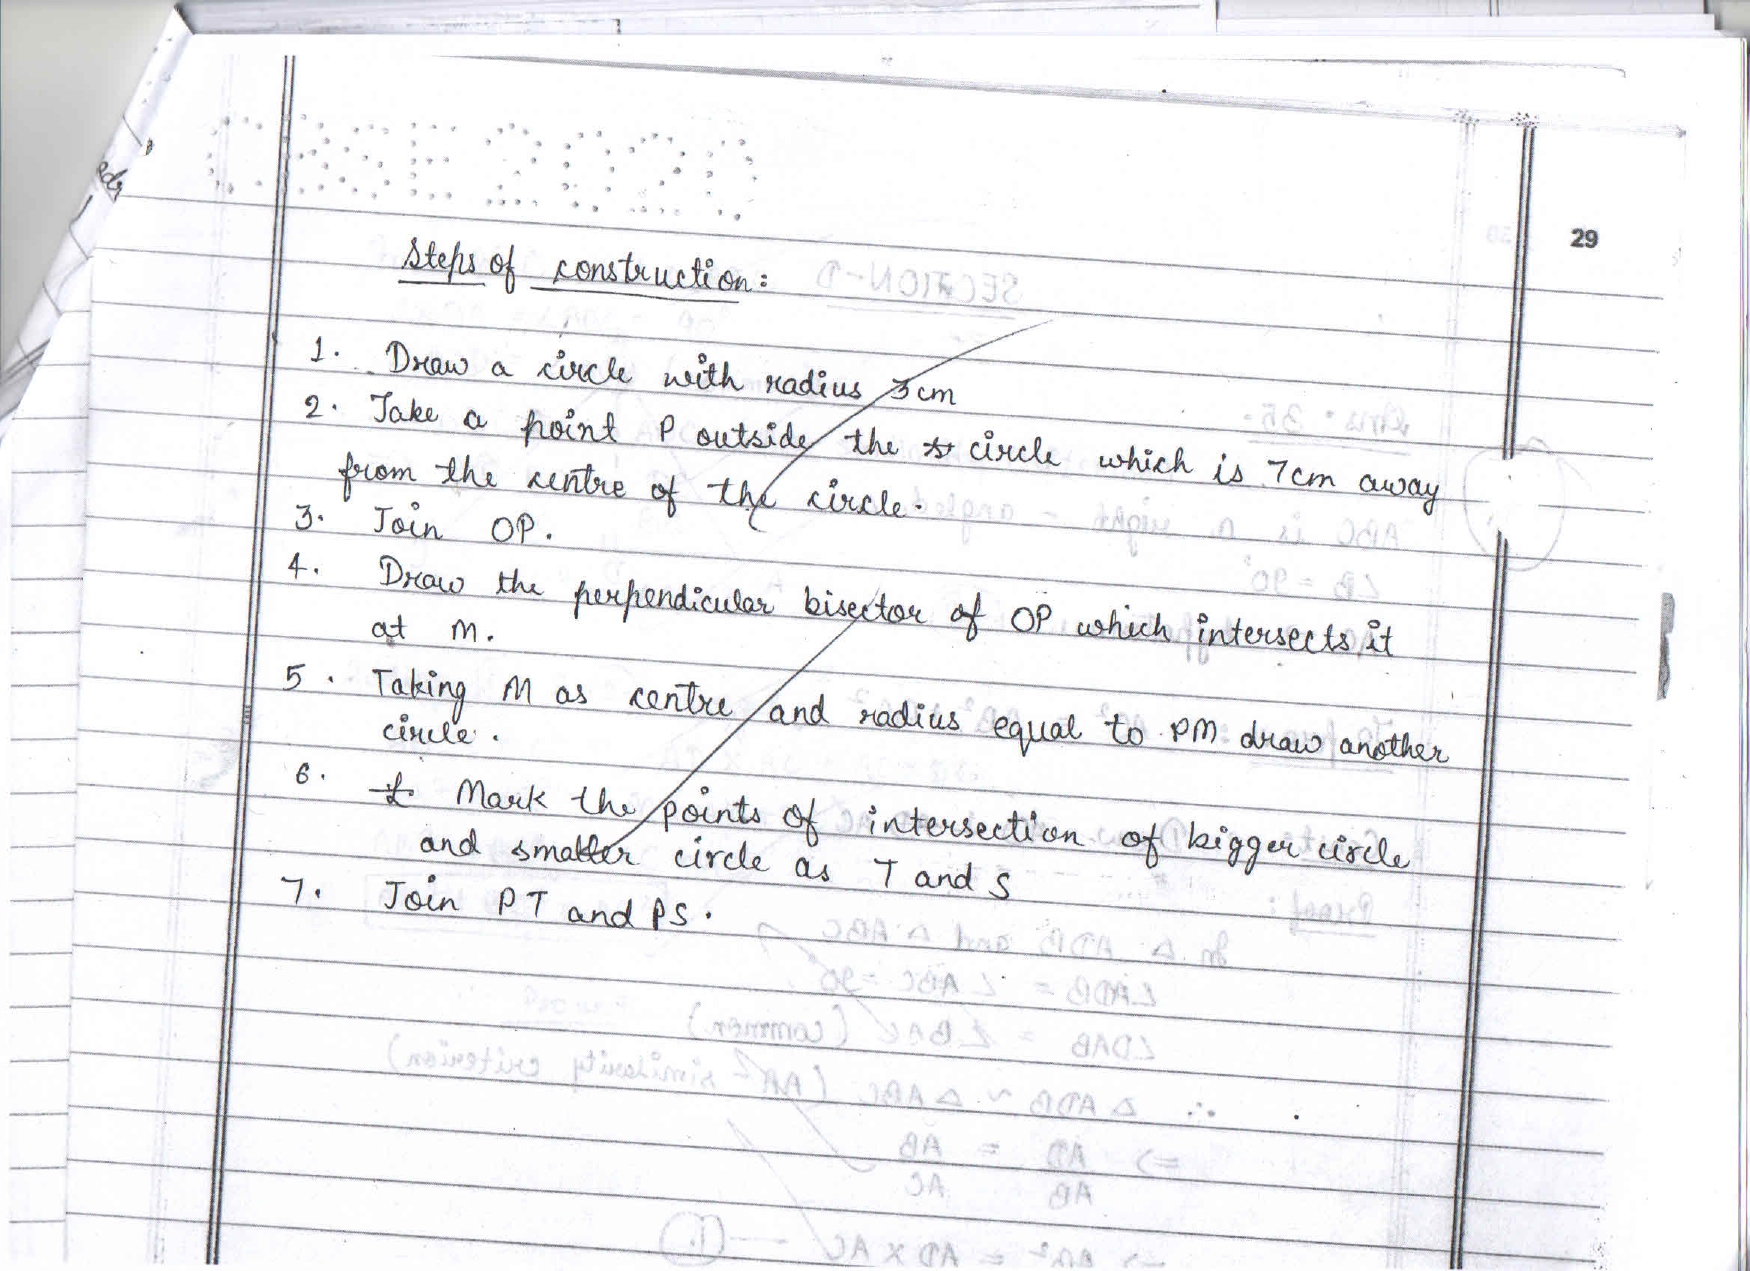 CBSE 2020
29
Steps of construction:
1. Draw a circle with radius 3cm
2. Take a point P outside the circle which is 7cm away
from the centre of the circle.
3. Join OP.
4. Draw the perpendicular bisector of OP which intersects it
at M.
5. Taking M as centre and radius equal to PM draw another
circle.
6. Mark the points of intersection of bigger circle
and smaller circle as T and S
7. Join PT and PS.